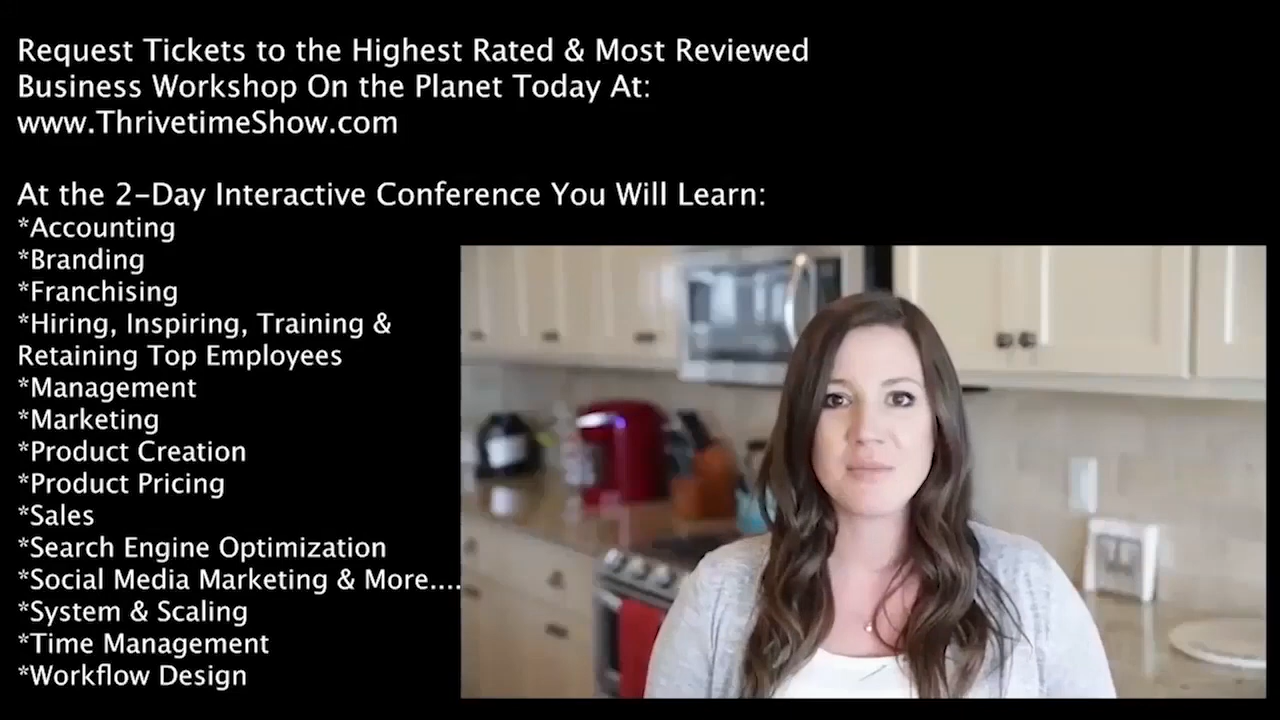 Request Tickets to the Highest Rated & Most Reviewed
Business Workshop On the Planet Today At:
www.ThrivetimeShow.com
At the 2-Day Interactive Conference You Will Learn:
*Accounting
*Branding
*Franchising
*Hiring, Inspiring, Training &
Retaining Top Employees
*Management
*Marketing
*Product Creation
*Product Pricing
*Sales
*Search Engine Optimization
*Social Media Marketing & More....
*System & Scaling
*Time Management
*Workflow Design